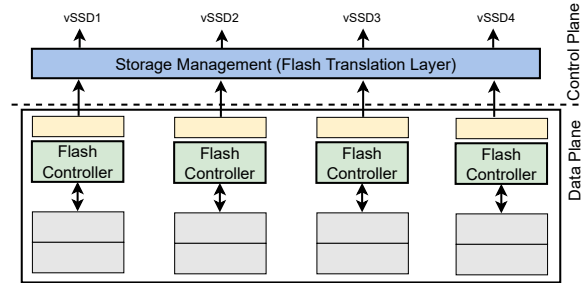 vSSD1
vSSD2
vSSD3
vSSD4
Storage Management (Flash Translation Layer)
Control Plane
Data Plane
Flash
Controller
Flash
Controller
Flash
Controller
Flash
Controller